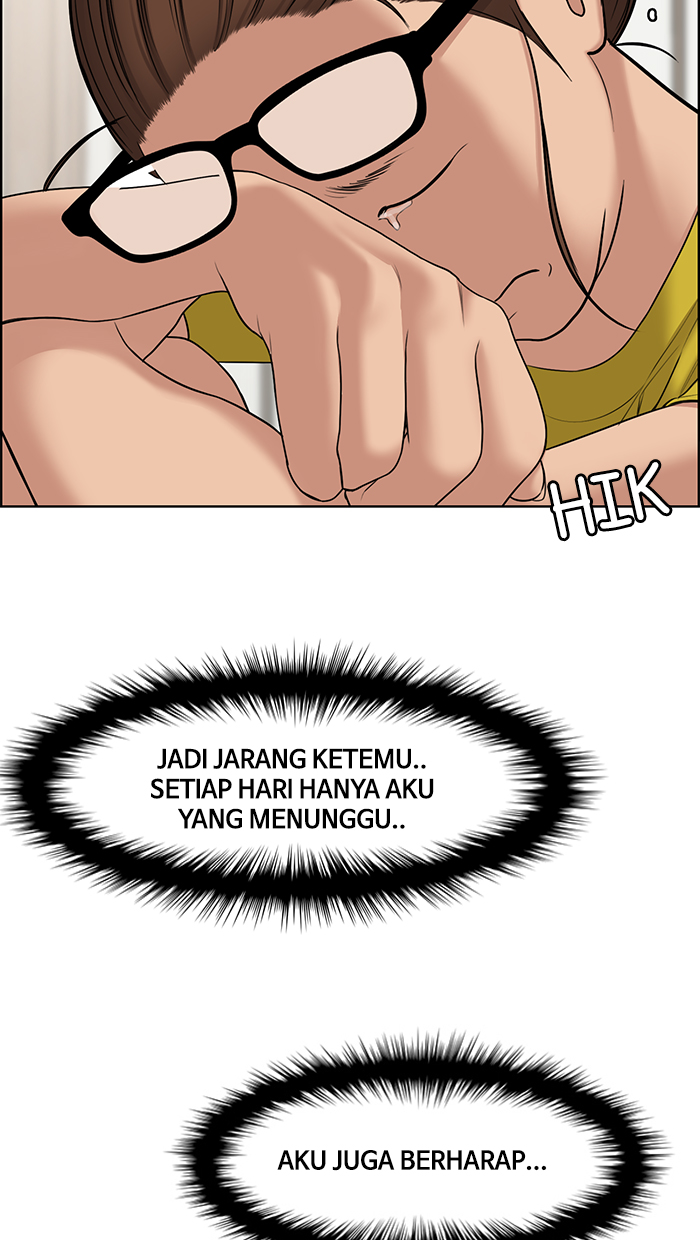 HIK
JADI JARANG KETEMU..
SETIAP HARI HANYA AKU
YANG MENUNGGU..
AKU JUGA BERHARAP...